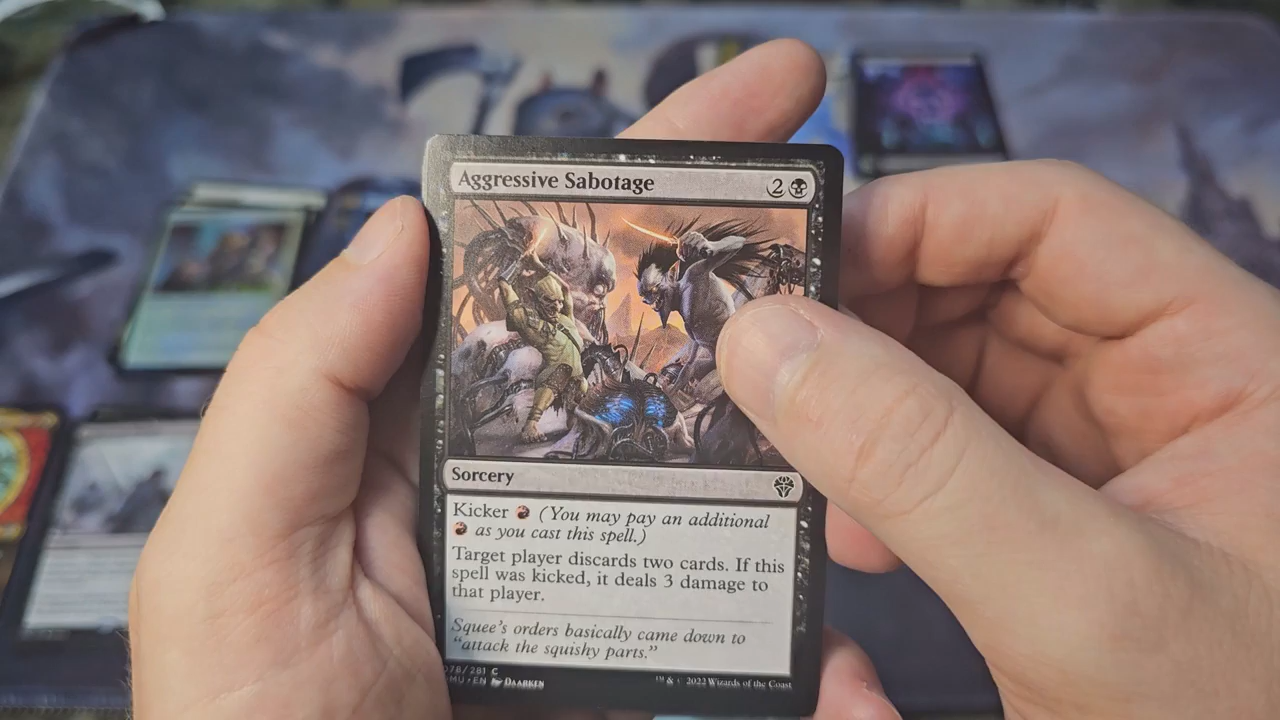 Aggressive Sabotage 2
Sorcery
Kicker (You may pay an additional
as you cast this spell.)
Target player discards two cards. If this
spell was kicked, it deals 3 damage to
that player.
Squee's orders basically came down to
"attack the squishy parts."
078/281 C
DMU • EN DAARKEN
™ & © 2022 Wizards of the Coast